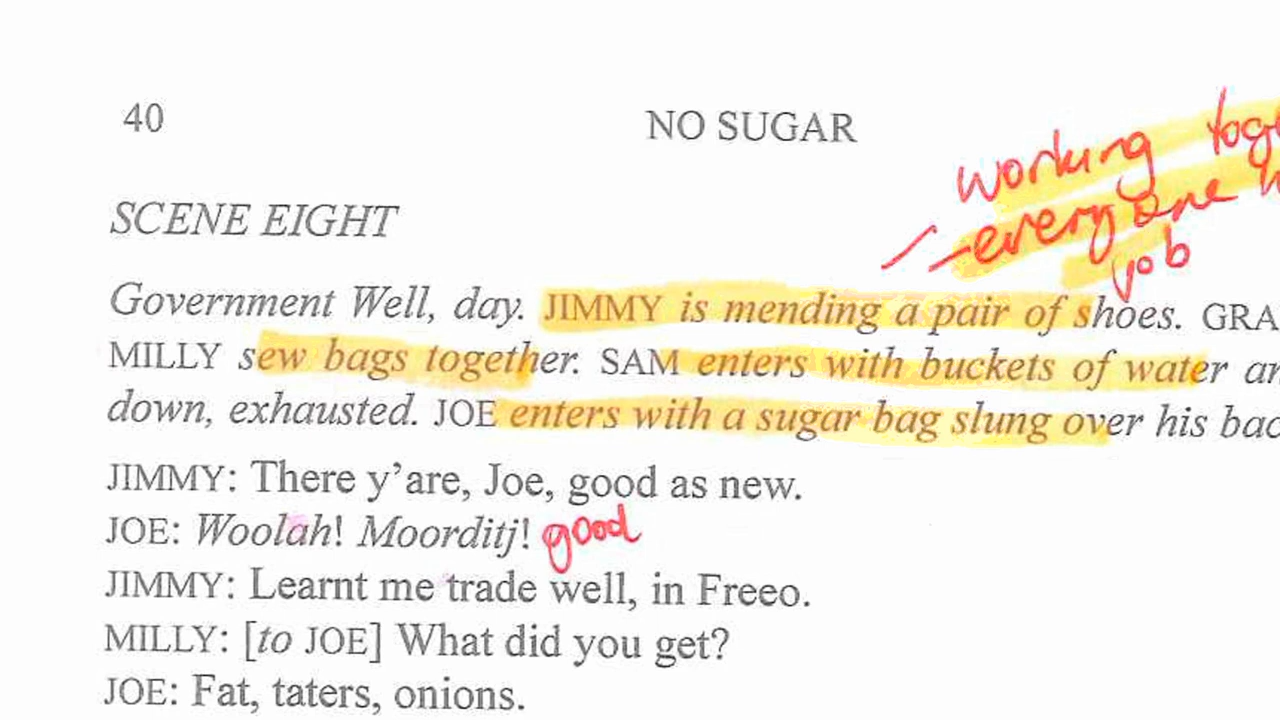 40
NO SUGAR
working
everyone
job
SCENE EIGHT
Government Well, day. JIMMY is mending a pair of shoes.
MILLY sew bags together. SAM enters with buckets of water
down, exhausted. JOE enters with a sugar bag slung over his
JIMMY: There y’are, Joe, good as new.
JOE: Woolah! Moorditj! good
JIMMY: Learnt me trade well, in Freeo.
MILLY: [to JOE] What did you get?
JOE: Fat, taters, onions.